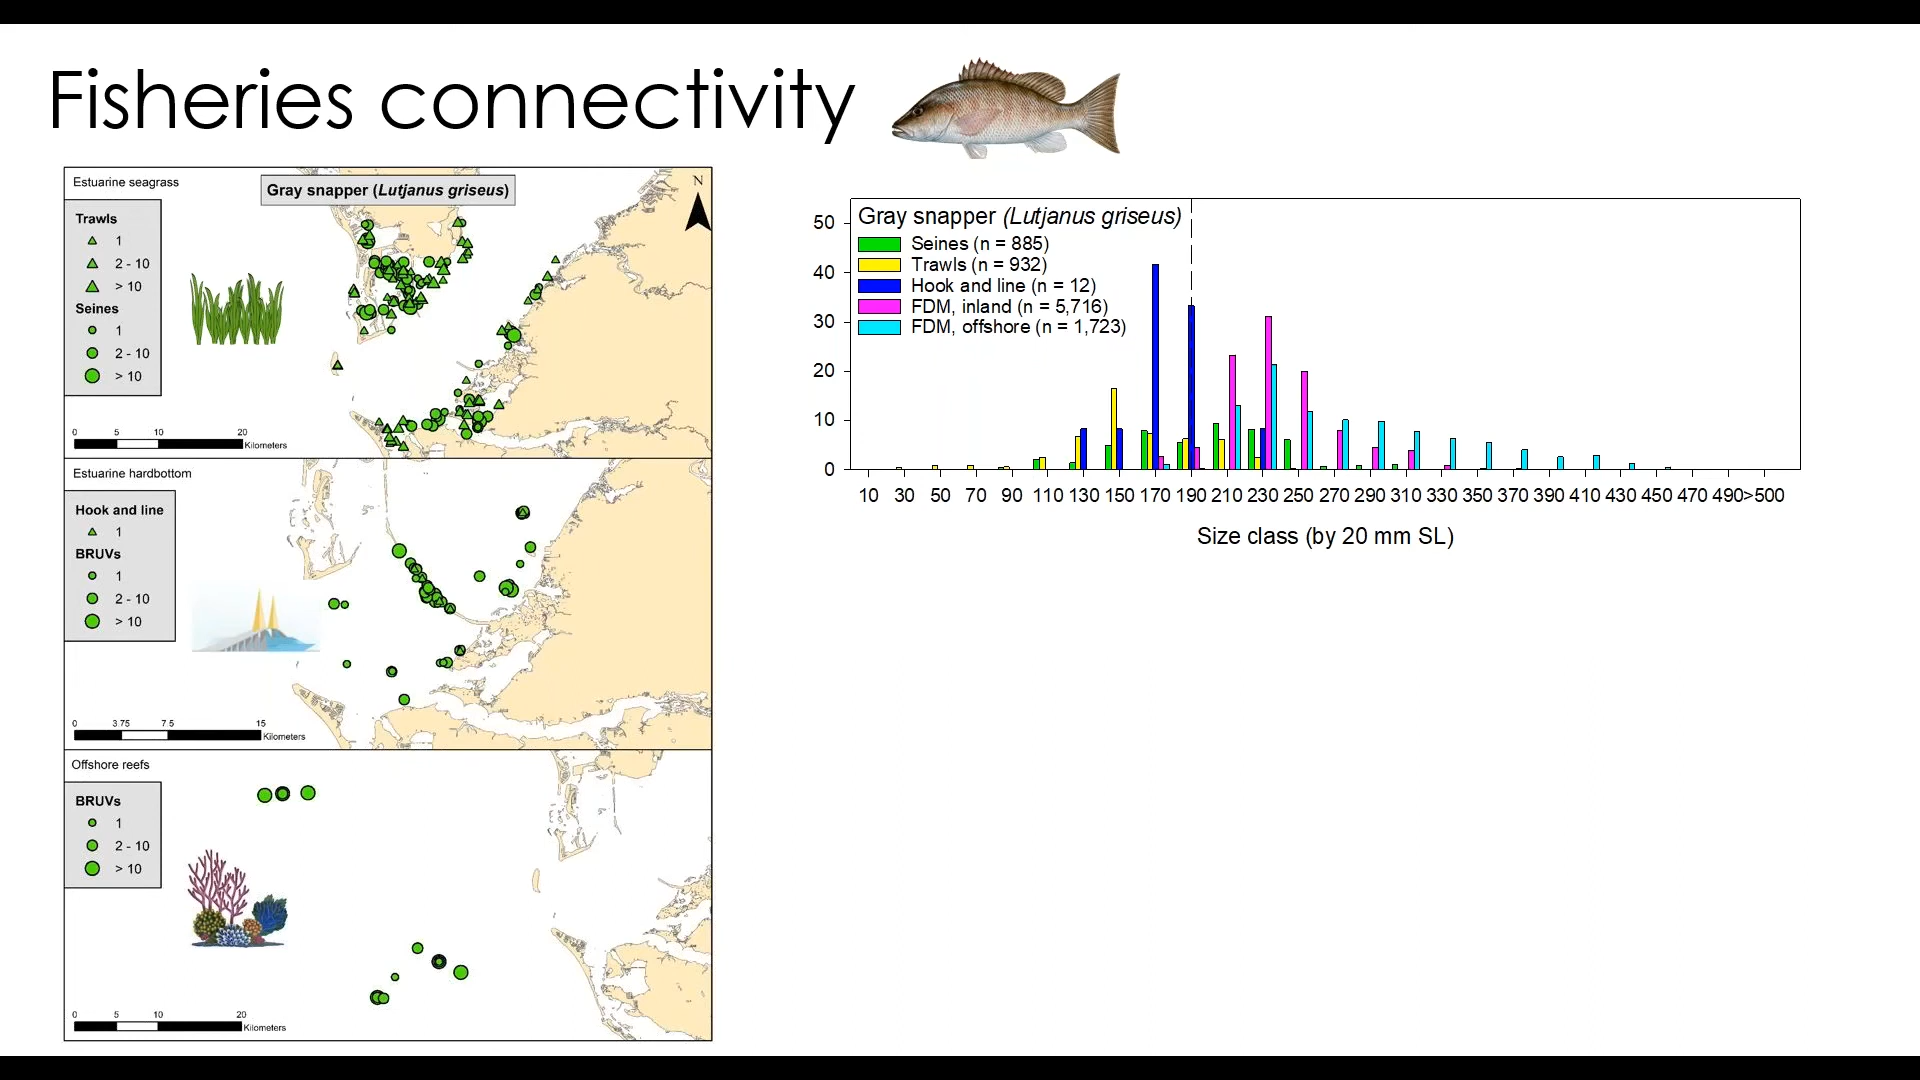 Fisheries connectivity
Estuarine seagrass
Gray snapper (Lutjanus griseus)
N
Trawls
1
2 - 10
> 10
Seines
1
2 - 10
> 10
0 5 10 20
Kilometers
Estuarine hardbottom
Hook and line
1
BRUVs
1
2 - 10
> 10
0 3.75 7.5 15
Kilometers
Offshore reefs
BRUVs
1
2 - 10
> 10
0 5 10 20
Kilometers
Gray snapper (Lutjanus griseus)
Seines (n = 885)
Trawls (n = 932)
Hook and line (n = 12)
FDM, inland (n = 5,716)
FDM, offshore (n = 1,723)
50
40
30
20
10
0
10 30 50 70 90 110 130 150 170 190 210 230 250 270 290 310 330 350 370 390 410 430 450 470 490 >500
Size class (by 20 mm SL)